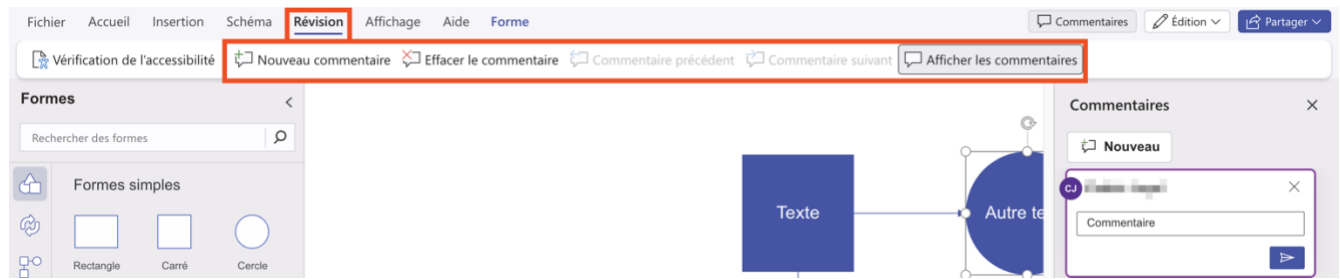 Fichier Accueil Insertion Schéma Révision Affichage Aide Forme Commentaires Édition Partager
Vérification de l'accessibilité Nouveau commentaire Effacer le commentaire Commentaire précédent Commentaire suivant Afficher les commentaires
Formes
Rechercher des formes
Formes simples
Rectangle Carré Cercle
Texte
Autre te
Commentaires
Nouveau
CJ
Commentaire